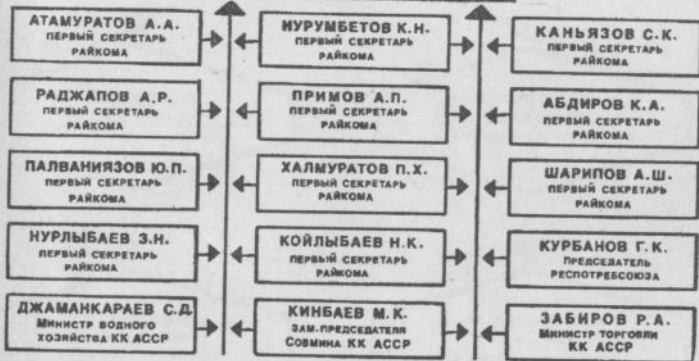 АТАМУРАТОВ А.А.
ПЕРВЫЙ СЕКРЕТАРЬ
РАЙКОМА
НУРУМБЕТОВ К.Н.
ПЕРВЫЙ СЕКРЕТАРЬ
РАЙКОМА
КАНЬЯЗОВ С.К.
ПЕРВЫЙ СЕКРЕТАРЬ
РАЙКОМА
РАДЖАПОВ А.Р.
ПЕРВЫЙ СЕКРЕТАРЬ
РАЙКОМА
ПРИМОВ А.П.
ПЕРВЫЙ СЕКРЕТАРЬ
РАЙКОМА
АБДИРОВ К.А.
ПЕРВЫЙ СЕКРЕТАРЬ
РАЙКОМА
ПАЛВАНИЯЗОВ Ю.П.
ПЕРВЫЙ СЕКРЕТАРЬ
РАЙКОМА
ХАЛМУРАТОВ П.Х.
ПЕРВЫЙ СЕКРЕТАРЬ
РАЙКОМА
ШАРИПОВ А.Ш.
ПЕРВЫЙ СЕКРЕТАРЬ
РАЙКОМА
НУРЛЫБАЕВ З.Н.
ПЕРВЫЙ СЕКРЕТАРЬ
РАЙКОМА
КОЙЛЫБАЕВ Н.К.
ПЕРВЫЙ СЕКРЕТАРЬ
РАЙКОМА
КУРБАНОВ Г.К.
ПРЕДСЕДАТЕЛЬ
РЕСПОТРЕБСОЮЗА
ДЖАМАНКАРАЕВ С.Д.
МИНИСТР ВОДНОГО
ХОЗЯЙСТВА КК АССР
КИНБАЕВ М.К.
ЗАМ.ПРЕДСЕДАТЕЛЯ
СОВМИНА КК АССР
ЗАБИРОВ Р.А.
МИНИСТР ТОРГОВЛИ
КК АССР